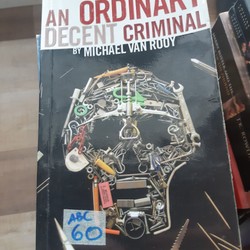 AN ORDINARY
DECENT CRIMINAL
BY MICHAEL VAN ROOY
ABC
60